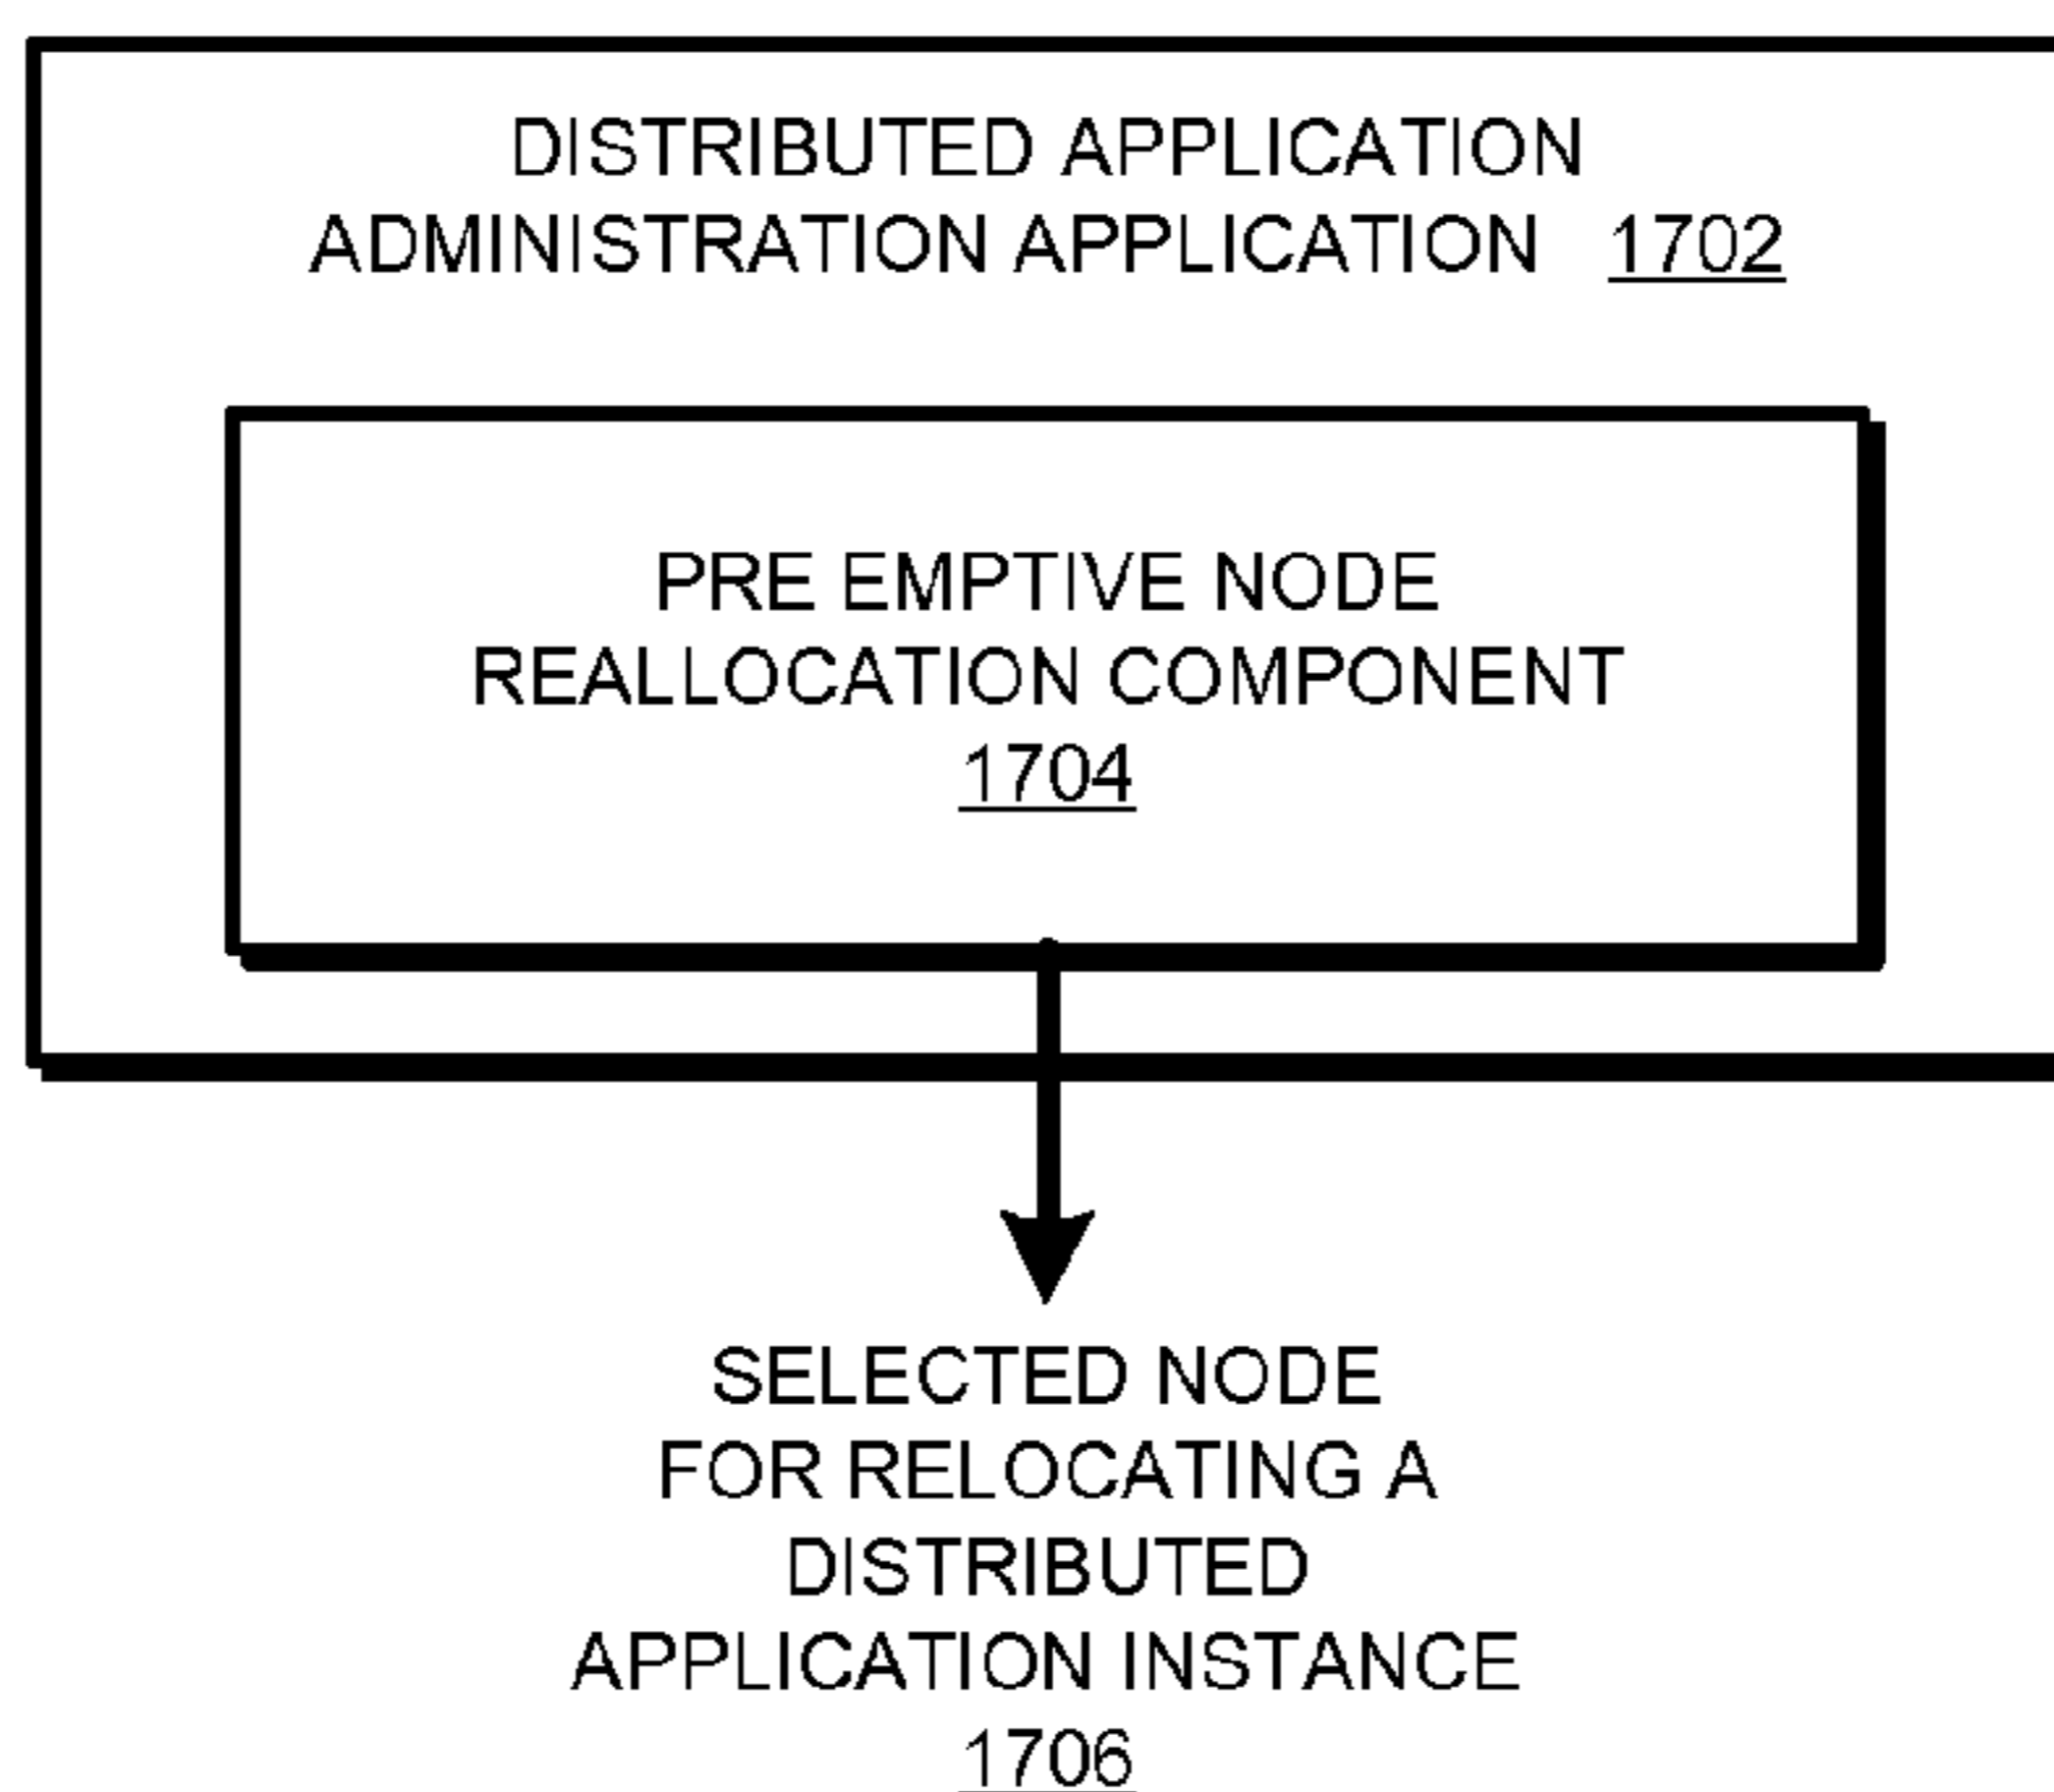 DISTRIBUTED APPLICATION
ADMINISTRATION APPLICATION 1702
PRE EMPTIVE NODE
REALLOCATION COMPONENT
1704
SELECTED NODE
FOR RELOCATING A
DISTRIBUTED
APPLICATION INSTANCE
1706